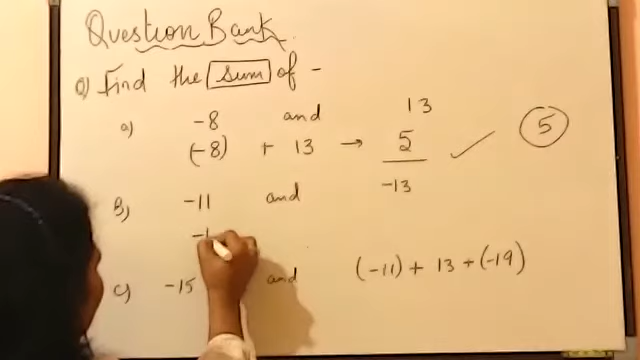 Question Bank.
Q) Find the sum of -
a) -8 and 13
(-8) + 13 → 5 ✓ 5
B) -11 and -13
-1
C) -15 and (-11) + 13 + (-19)